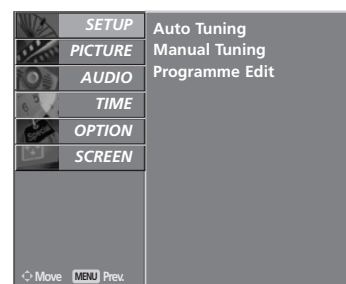 SETUP
PICTURE
AUDIO
TIME
OPTION
SCREEN
Auto Tuning
Manual Tuning
Programme Edit
Move MENU Prev.